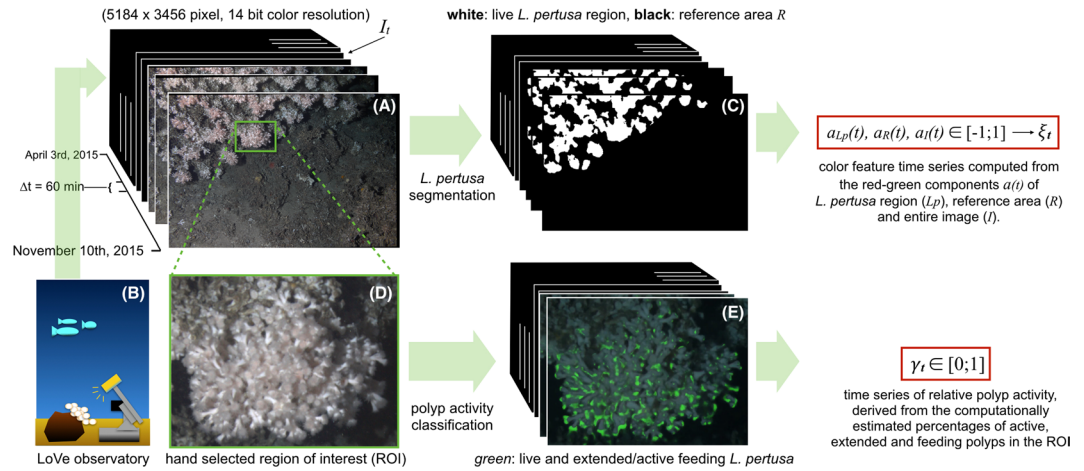 (5184 x 3456 pixel, 14 bit color resolution)
I_t
white: live L. pertusa region, black: reference area R
(A)
(C)
April 3rd, 2015
Δt = 60 min
{
November 10th, 2015
L. pertusa
segmentation
a_Lp(t), a_R(t), a_I(t) ∈ [-1;1] → ξ_t
color feature time series computed from
the red-green components a(t) of
L. pertusa region (Lp), reference area (R)
and entire image (I).
(B)
(D)
(E)
polyp activity
classification
γ_t ∈ [0;1]
time series of relative polyp activity,
derived from the computationally
estimated percentages of active,
extended and feeding polyps in the ROI
LoVe observatory
hand selected region of interest (ROI)
green: live and extended/active feeding L. pertusa